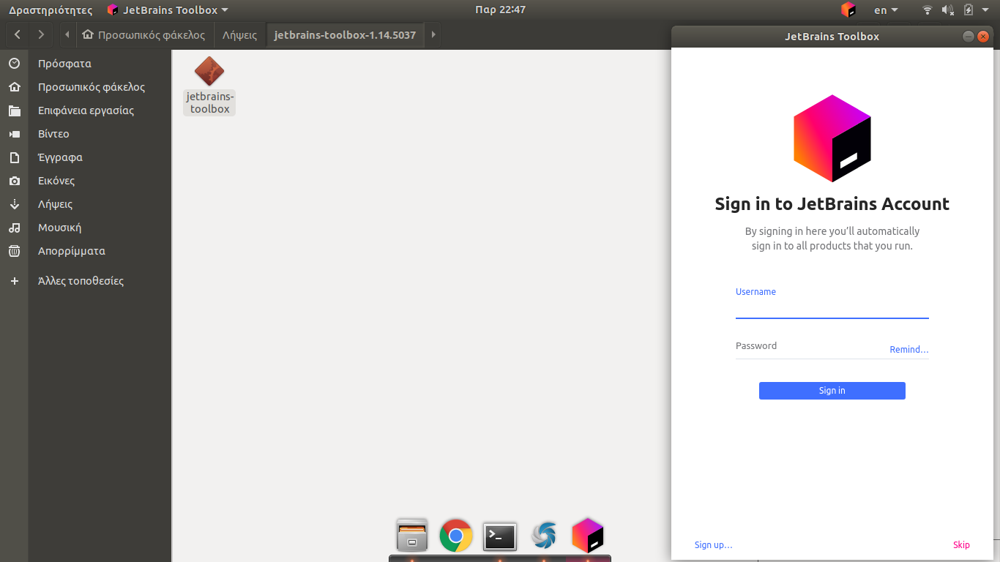 Δραστηριότητες
JetBrains Toolbox
Παρ 22:47
en
Προσωπικός φάκελος
Λήψεις
jetbrains-toolbox-1.14.5037
Πρόσφατα
Προσωπικός φάκελος
Επιφάνεια εργασίας
Βίντεο
Έγγραφα
Εικόνες
Λήψεις
Μουσική
Απορρίμματα
Άλλες τοποθεσίες
jetbrains-
toolbox
JetBrains Toolbox
Sign in to JetBrains Account
By signing in here you’ll automatically
sign in to all products that you run.
Username
Password
Remind...
Sign in
Sign up...
Skip